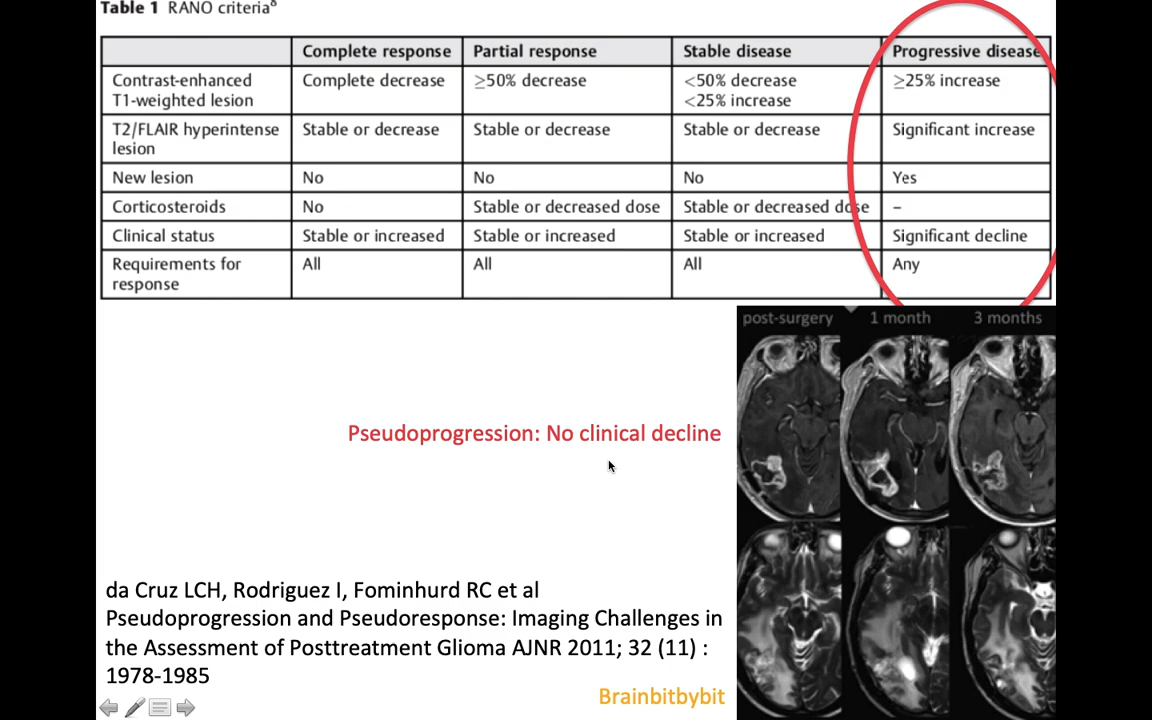 Table 1 RANO criteria8
Complete response Partial response Stable disease Progressive disease
Contrast-enhanced T1-weighted lesion Complete decrease ≥50% decrease <50% decrease <25% increase ≥25% increase
T2/FLAIR hyperintense lesion Stable or decrease Stable or decrease Stable or decrease Significant increase
New lesion No No No Yes
Corticosteroids No Stable or decreased dose Stable or decreased dose –
Clinical status Stable or increased Stable or increased Stable or increased Significant decline
Requirements for response All All All Any
post-surgery 1 month 3 months
Pseudoprogression: No clinical decline
da Cruz LCH, Rodriguez I, Fominhurd RC et al
Pseudoprogression and Pseudoresponse: Imaging Challenges in
the Assessment of Posttreatment Glioma AJNR 2011; 32 (11) :
1978-1985
Brainbitbybit